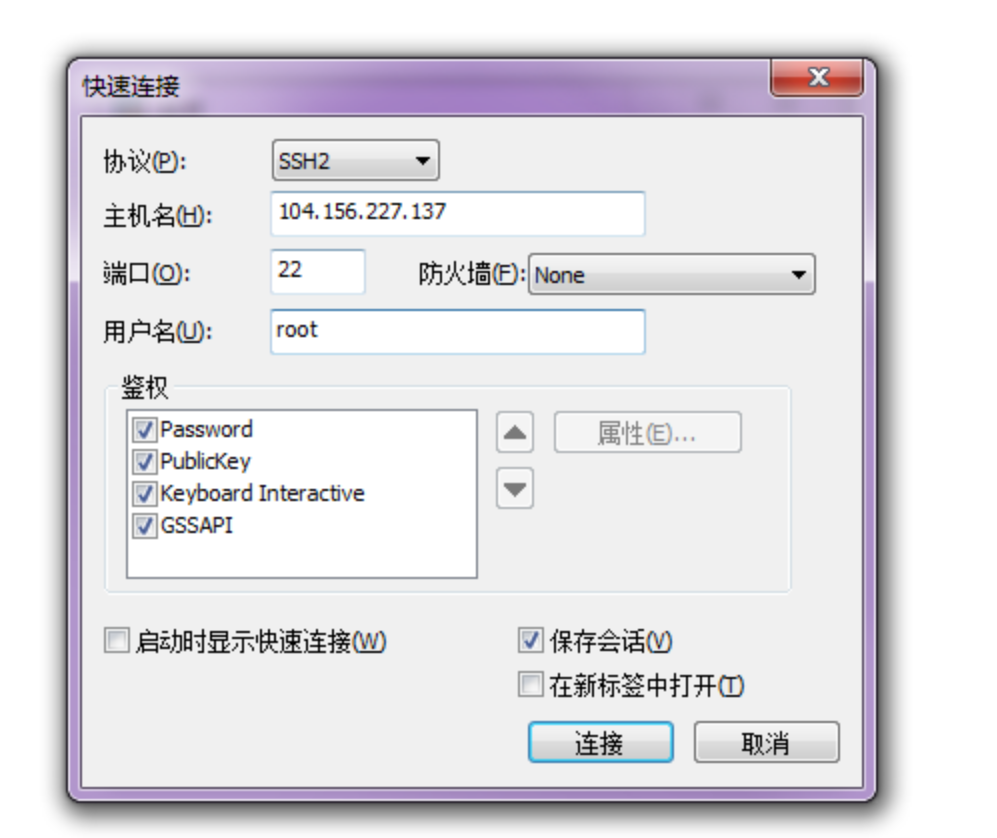 快速连接
协议(P): SSH2
主机名(H): 104.156.227.137
端口(O): 22 防火墙(F): None
用户名(U): root
鉴权
Password
PublicKey
Keyboard Interactive
GSSAPI
属性(E)...
启动时显示快速连接(W)
保存会话(V)
在新标签中打开(T)
连接 取消